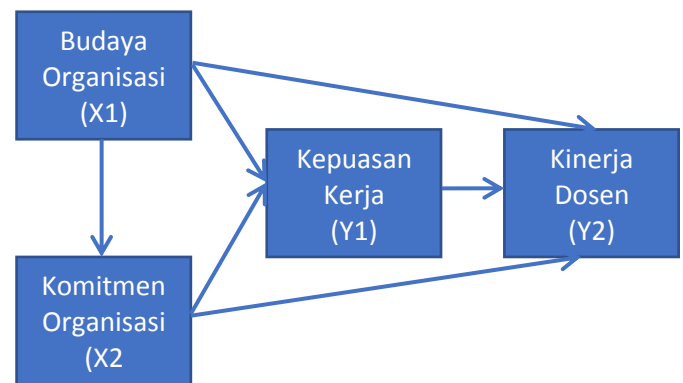 Budaya
Organisasi
(X1)
Kepuasan
Kerja
(Y1)
Kinerja
Dosen
(Y2)
Komitmen
Organisasi
(X2